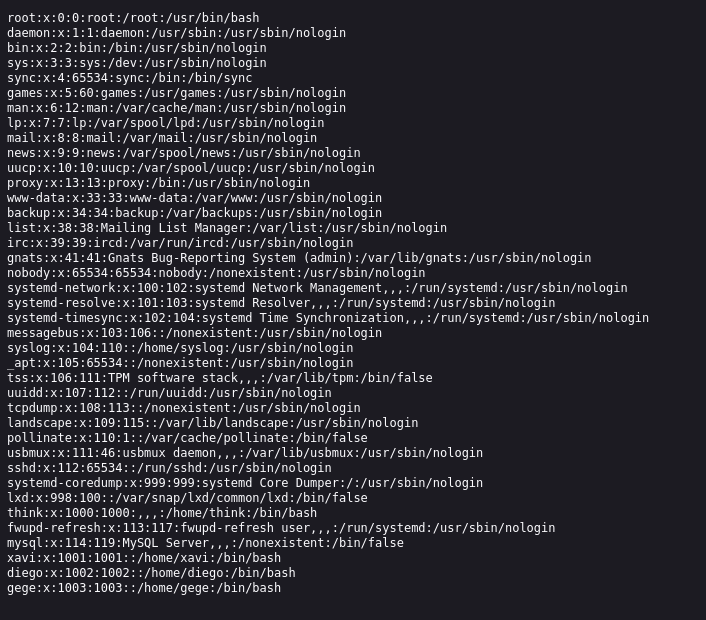 root:x:0:0:root:/root:/usr/bin/bash
daemon:x:1:1:daemon:/usr/sbin:/usr/sbin/nologin
bin:x:2:2:bin:/bin:/usr/sbin/nologin
sys:x:3:3:sys:/dev:/usr/sbin/nologin
sync:x:4:65534:sync:/bin:/bin/sync
games:x:5:60:games:/usr/games:/usr/sbin/nologin
man:x:6:12:man:/var/cache/man:/usr/sbin/nologin
lp:x:7:7:lp:/var/spool/lpd:/usr/sbin/nologin
mail:x:8:8:mail:/var/mail:/usr/sbin/nologin
news:x:9:9:news:/var/spool/news:/usr/sbin/nologin
uucp:x:10:10:uucp:/var/spool/uucp:/usr/sbin/nologin
proxy:x:13:13:proxy:/bin:/usr/sbin/nologin
www-data:x:33:33:www-data:/var/www:/usr/sbin/nologin
backup:x:34:34:backup:/var/backups:/usr/sbin/nologin
list:x:38:38:Mailing List Manager:/var/list:/usr/sbin/nologin
irc:x:39:39:ircd:/var/run/ircd:/usr/sbin/nologin
gnats:x:41:41:Gnats Bug-Reporting System (admin):/var/lib/gnats:/usr/sbin/nologin
nobody:x:65534:65534:nobody:/nonexistent:/usr/sbin/nologin
systemd-network:x:100:102:systemd Network Management,,,:/run/systemd:/usr/sbin/nologin
systemd-resolve:x:101:103:systemd Resolver,,,:/run/systemd:/usr/sbin/nologin
systemd-timesync:x:102:104:systemd Time Synchronization,,,:/run/systemd:/usr/sbin/nologin
messagebus:x:103:106::/nonexistent:/usr/sbin/nologin
syslog:x:104:110::/home/syslog:/usr/sbin/nologin
_apt:x:105:65534::/nonexistent:/usr/sbin/nologin
tss:x:106:111:TPM software stack,,,:/var/lib/tpm:/bin/false
uuidd:x:107:112::/run/uuidd:/usr/sbin/nologin
tcpdump:x:108:113::/nonexistent:/usr/sbin/nologin
landscape:x:109:115::/var/lib/landscape:/usr/sbin/nologin
pollinate:x:110:1::/var/cache/pollinate:/bin/false
usbmux:x:111:46:usbmux daemon,,,:/var/lib/usbmux:/usr/sbin/nologin
sshd:x:112:65534::/run/sshd:/usr/sbin/nologin
systemd-coredump:x:999:999:systemd Core Dumper:/:/usr/sbin/nologin
lxd:x:998:100::/var/snap/lxd/common/lxd:/bin/false
think:x:1000:1000:,,,:/home/think:/bin/bash
fwupd-refresh:x:113:117:fwupd-refresh user,,,:/run/systemd:/usr/sbin/nologin
mysql:x:114:119:MySQL Server,,,:/nonexistent:/bin/false
xavi:x:1001:1001::/home/xavi:/bin/bash
diego:x:1002:1002::/home/diego:/bin/bash
gege:x:1003:1003::/home/gege:/bin/bash